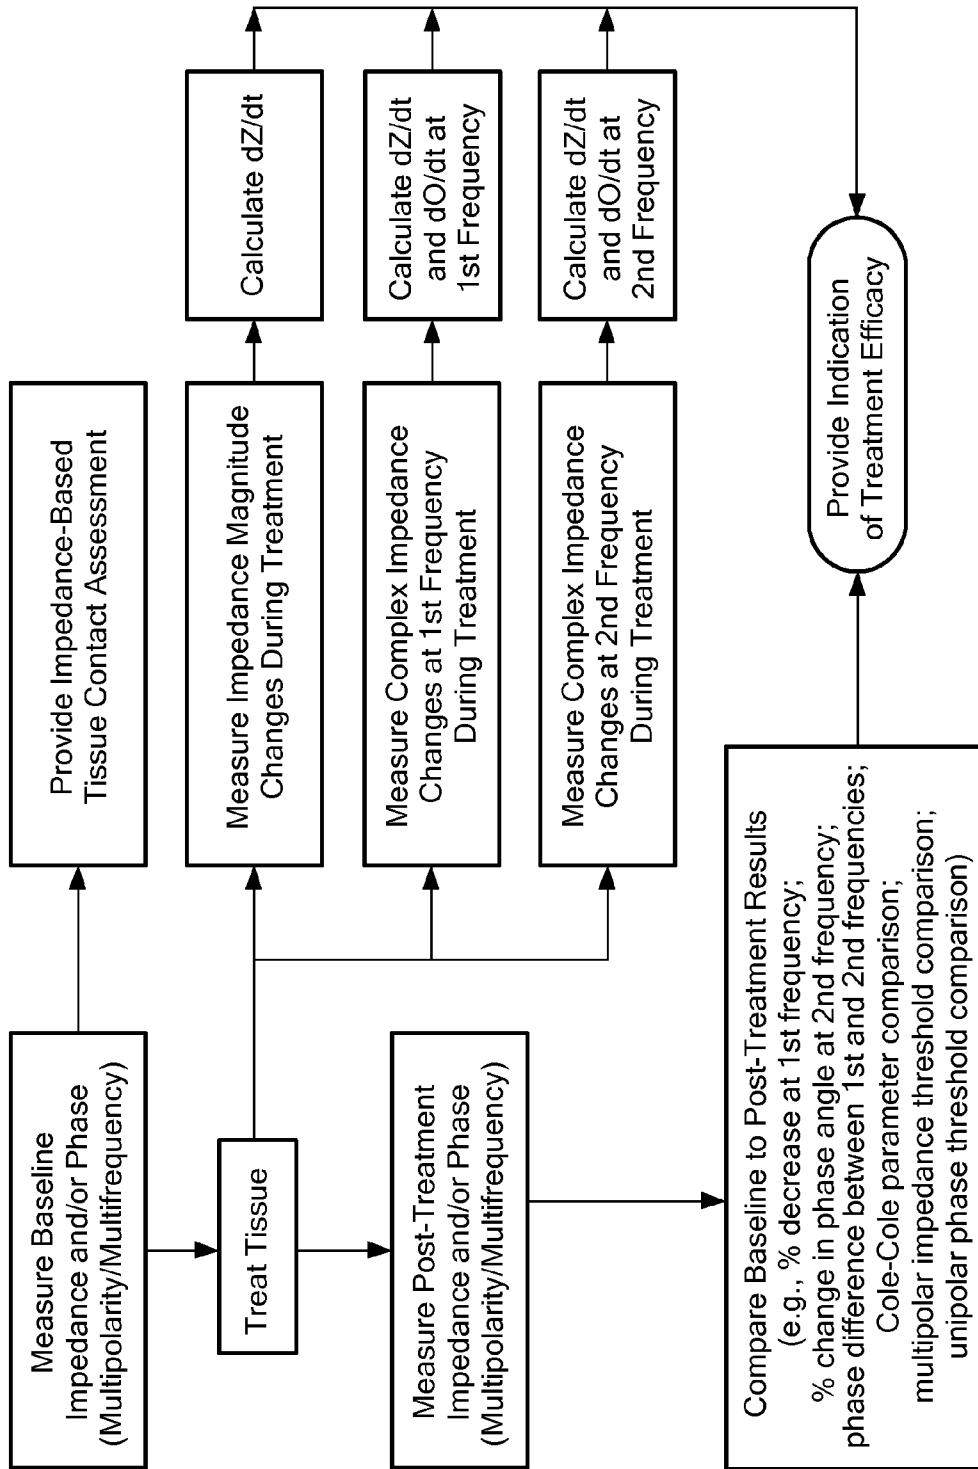 Measure Baseline
Impedance and/or Phase
(Multipolarity/Multifrequency)
Provide Impedance-Based
Tissue Contact Assessment
Treat Tissue
Measure Impedance Magnitude
Changes During Treatment
Calculate dZ/dt
Measure Complex Impedance
Changes at 1st Frequency
During Treatment
Calculate dZ/dt
and dO/dt at
1st Frequency
Measure Complex Impedance
Changes at 2nd Frequency
During Treatment
Calculate dZ/dt
and dO/dt at
2nd Frequency
Measure Post-Treatment
Impedance and/or Phase
(Multipolarity/Multifrequency)
Compare Baseline to Post-Treatment Results
(e.g., % decrease at 1st frequency;
% change in phase angle at 2nd frequency;
phase difference between 1st and 2nd frequencies;
Cole-Cole parameter comparison;
multipolar impedance threshold comparison;
unipolar phase threshold comparison)
Provide Indication
of Treatment Efficacy